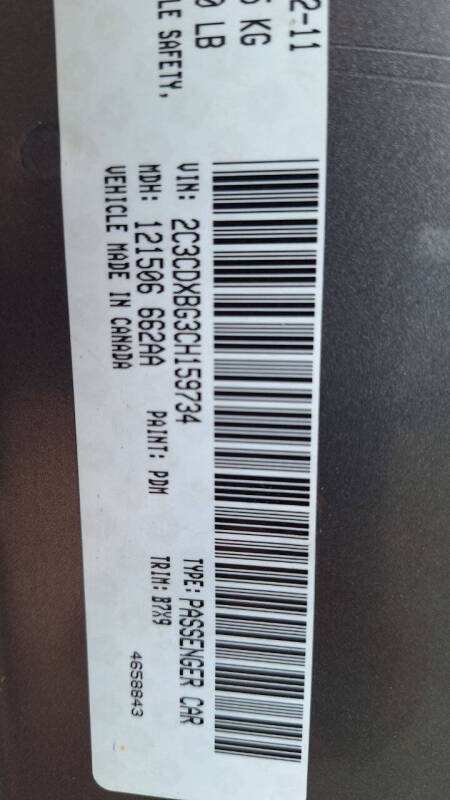 2-11
KG
0 LB
LE SAFETY,
VIN: 2C3CDXBG3CH159734
TYPE: PASSENGER CAR
MDH: 121506 662AA
PAINT: PDM
TRIM: B7X9
VEHICLE MADE IN CANADA
4658843